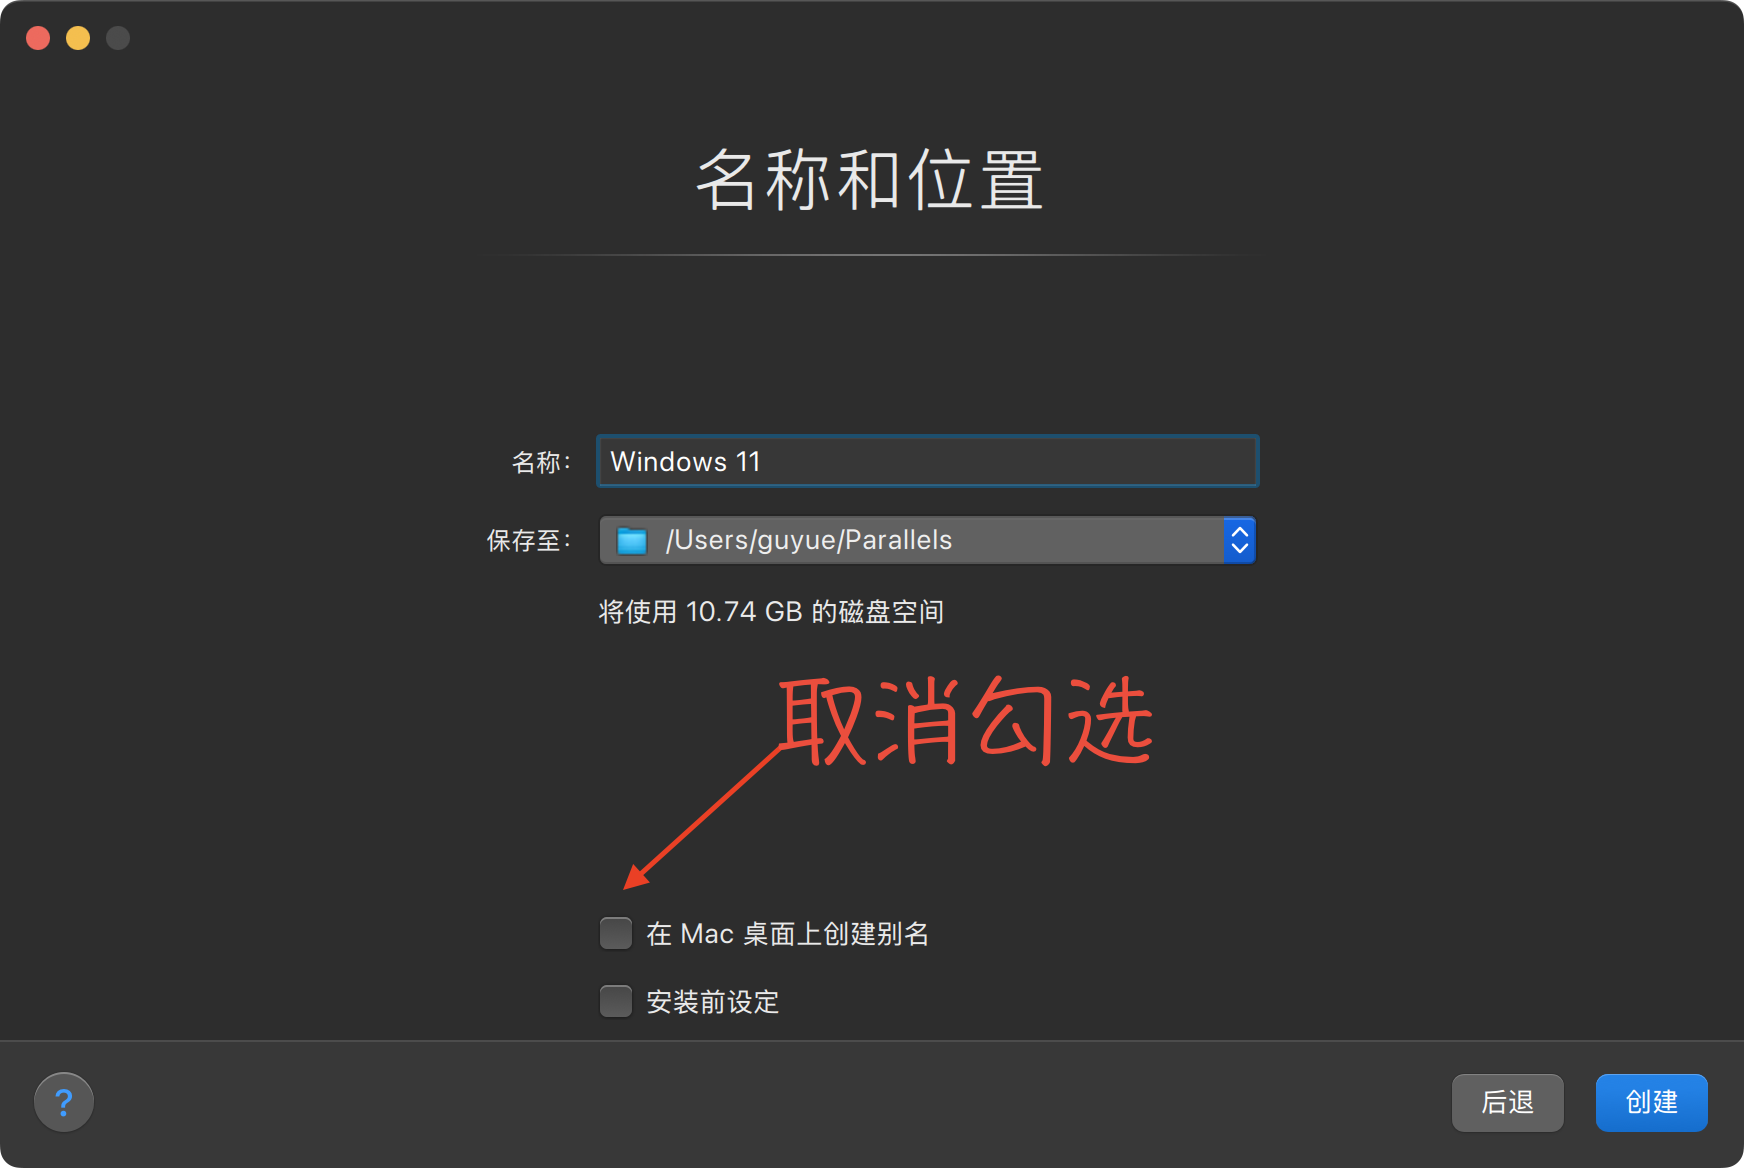 名称和位置
名称：
Windows 11
保存至：
/Users/guyue/Parallels
将使用 10.74 GB 的磁盘空间
取消勾选
在 Mac 桌面上创建别名
安装前设定
?
后退
创建